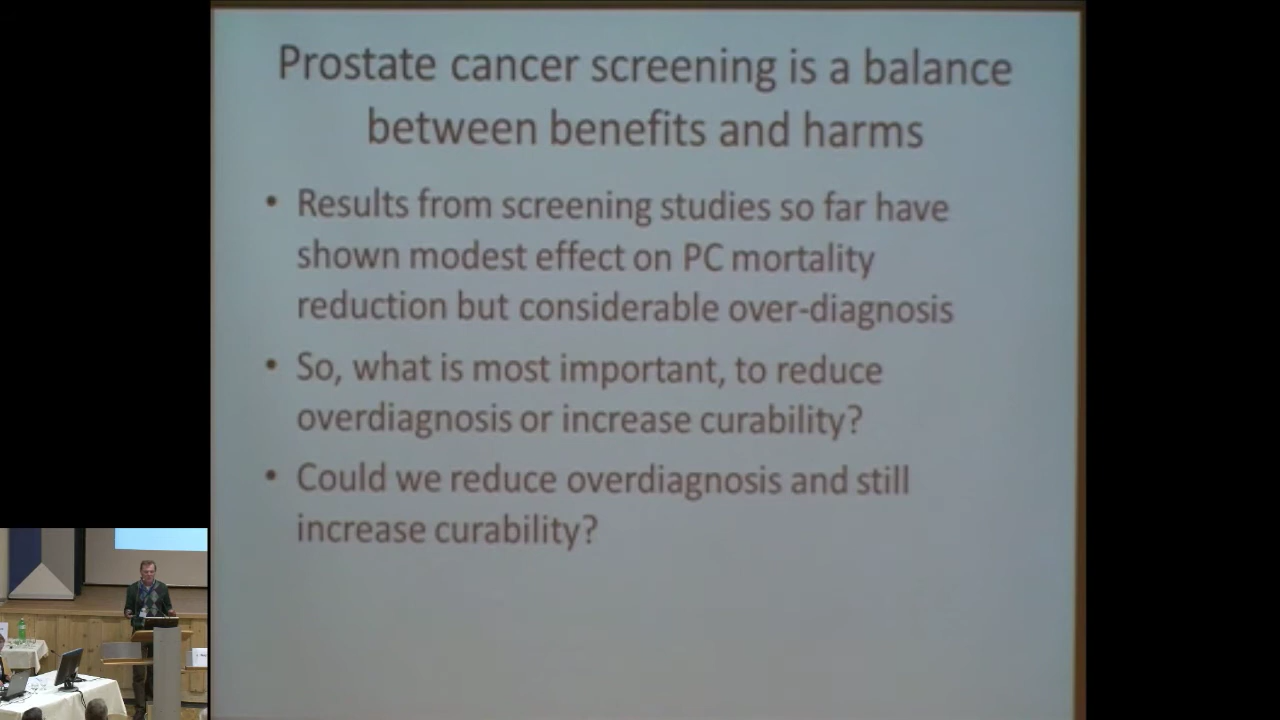 Prostate cancer screening is a balance
between benefits and harms
• Results from screening studies so far have
shown modest effect on PC mortality
reduction but considerable over-diagnosis
• So, what is most important, to reduce
overdiagnosis or increase curability?
• Could we reduce overdiagnosis and still
increase curability?